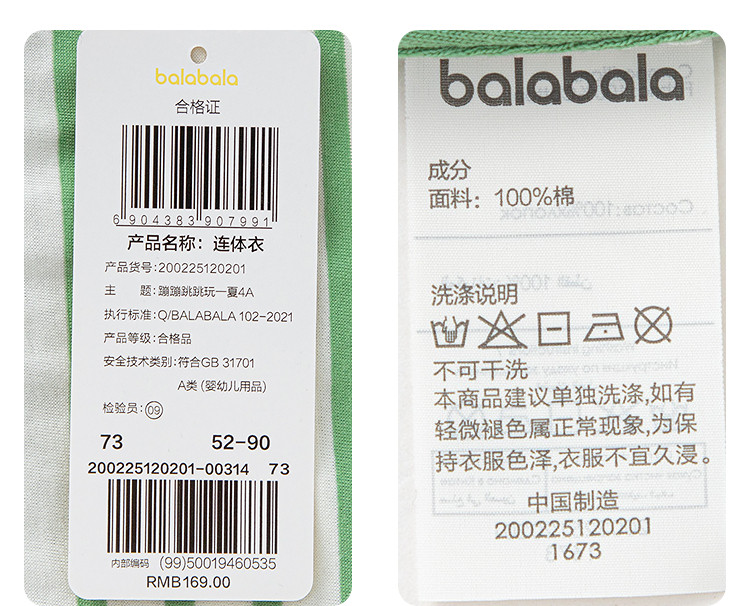 balabala
合格证
6 904383 907991
产品名称：连体衣
产品货号：200225120201
主 题：蹦蹦跳跳玩一夏4A
执行标准：Q/BALABALA 102-2021
产品等级：合格品
安全技术类别：符合GB 31701
A类 (婴幼儿用品)
检验员：09
73 52-90
200225120201-00314 73
内部编码 (99)50019460535
RMB169.00
balabala
成分
面料：100%棉
洗涤说明
不可干洗
本商品建议单独洗涤,如有
轻微褪色属正常现象,为保
持衣服色泽,衣服不宜久浸。
中国制造
200225120201
1673